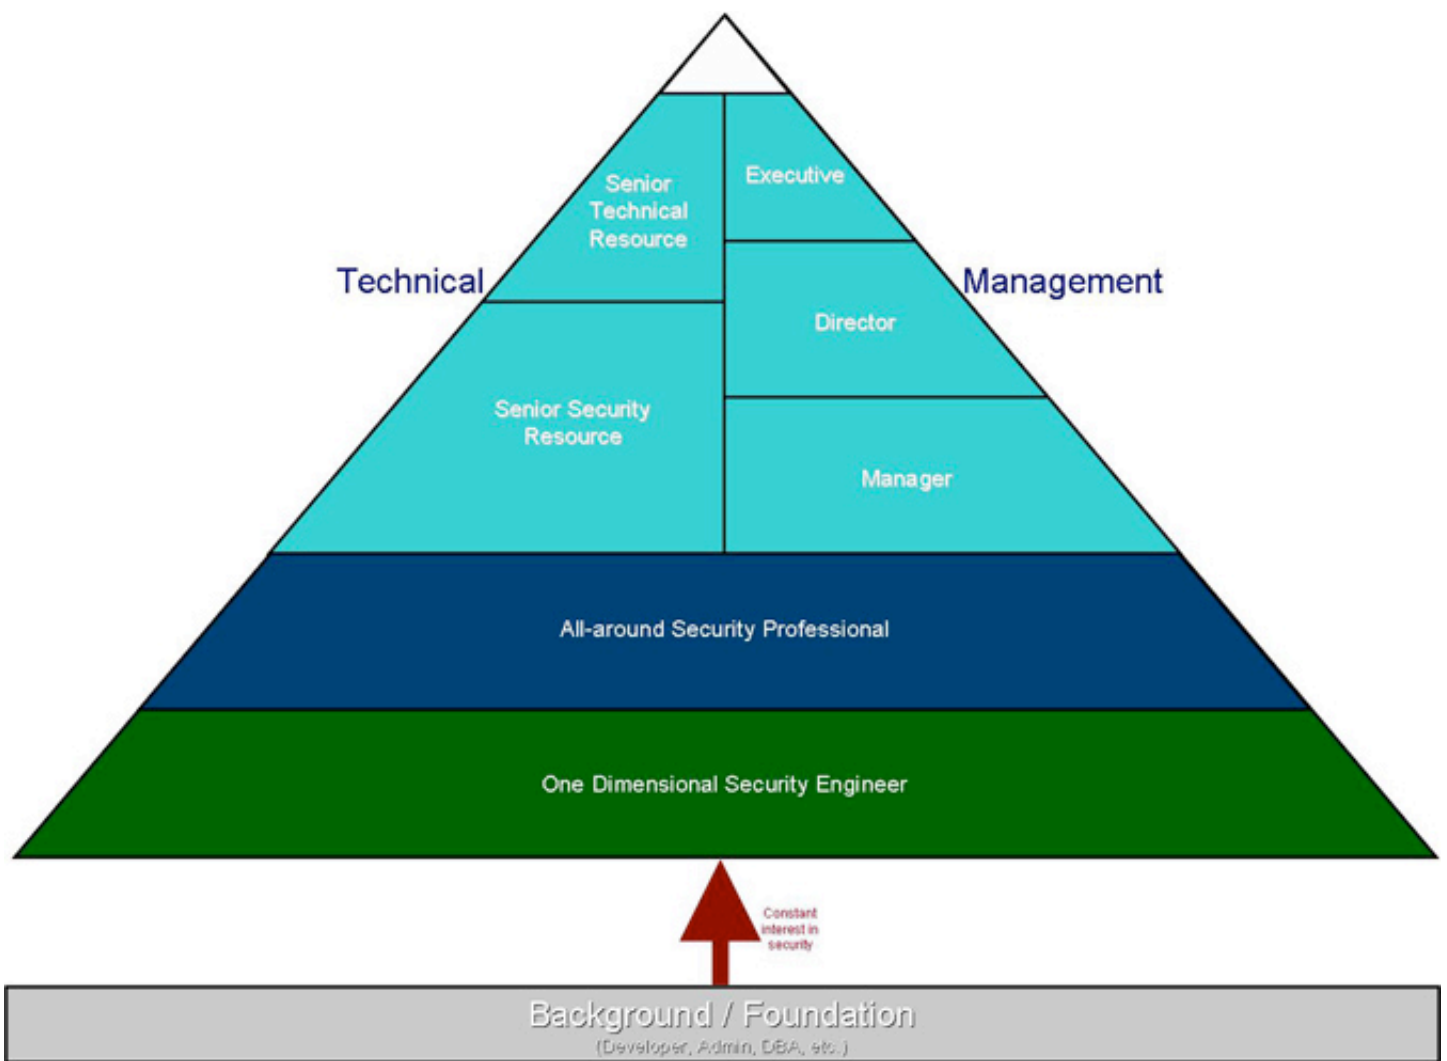 Executive
Senior
Technical
Resource
Technical
Management
Director
Senior Security
Resource
Manager
All-around Security Professional
One Dimensional Security Engineer
Constant
interest in
security
Background / Foundation
(Developer, Admin, DBA, etc.)